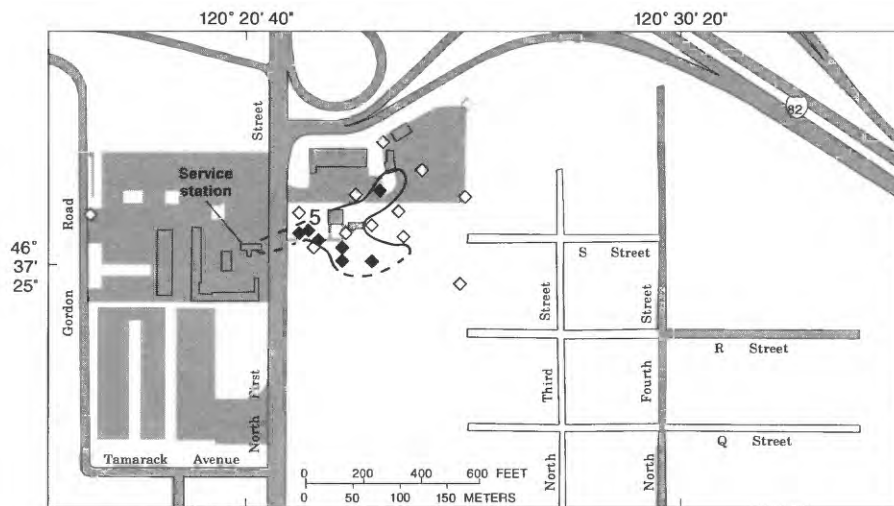 120° 20' 40"
120° 30' 20"
82
Street
Service
station
5
Road
46°
37'
25"
S Street
Street
Street
Gordon
R Street
First
Third
Fourth
Q Street
North
Tamarack Avenue
North
North
0 200 400 600 FEET
0 50 100 150 METERS